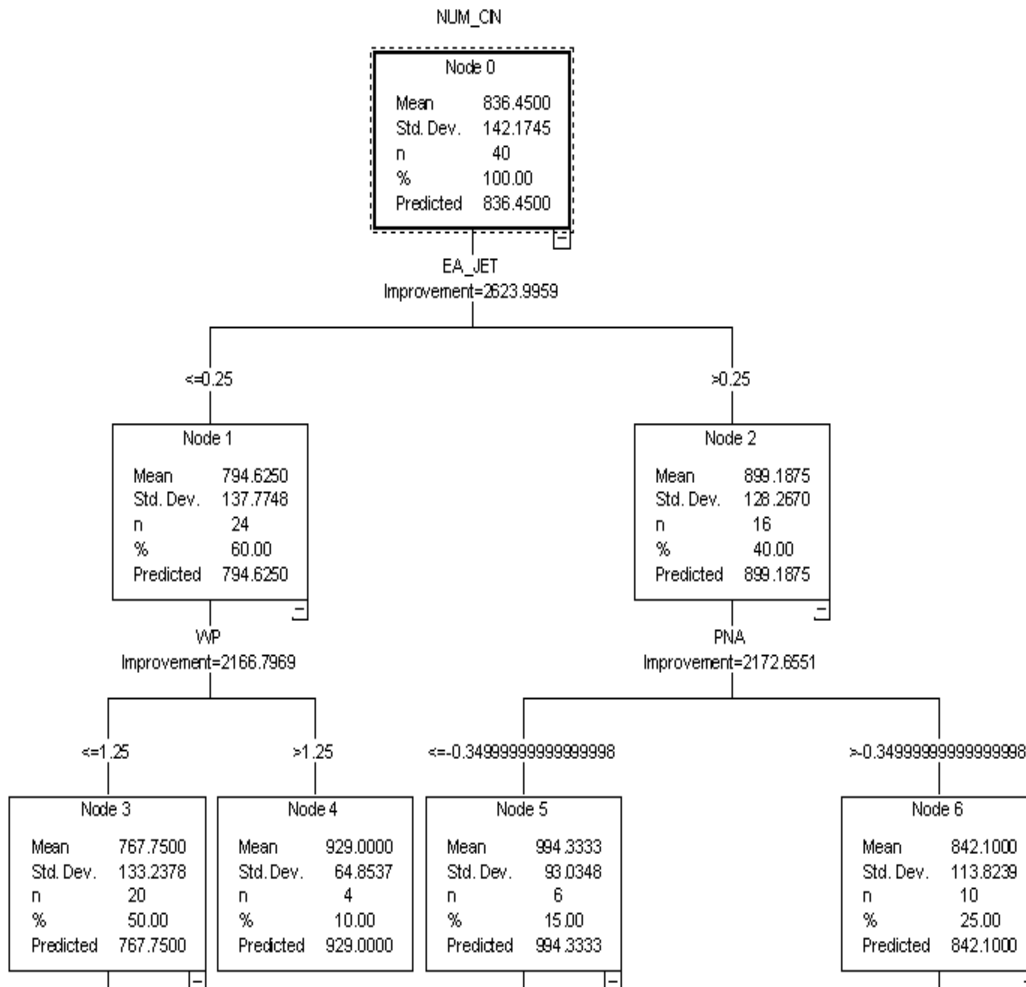 NUM_CN
Node 0
Mean 836.4500
Std. Dev. 142.1745
n 40
% 100.00
Predicted 836.4500
EA_JET
Improvement=2623.9959
<=0.25
>0.25
Node 1
Mean 794.6250
Std. Dev. 137.7748
n 24
% 60.00
Predicted 794.6250
Node 2
Mean 899.1875
Std. Dev. 128.2670
n 16
% 40.00
Predicted 899.1875
WP
Improvement=2166.7969
PNA
Improvement=2172.6551
<=1.25
>1.25
<=-0.34999999999999998
>-0.34999999999999998
Node 3
Mean 767.7500
Std. Dev. 133.2378
n 20
% 50.00
Predicted 767.7500
Node 4
Mean 929.0000
Std. Dev. 64.8537
n 4
% 10.00
Predicted 929.0000
Node 5
Mean 994.3333
Std. Dev. 93.0348
n 6
% 15.00
Predicted 994.3333
Node 6
Mean 842.1000
Std. Dev. 113.8239
n 10
% 25.00
Predicted 842.1000